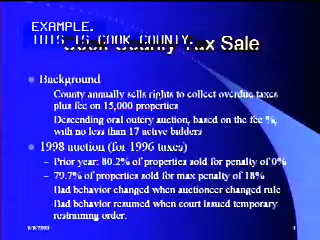 EXAMPLE.
THIS IS COOK COUNTY.
Cook County Tax Sale
Background
County annually sells rights to collect overdue taxes
plus fee on 15,000 properties
Descending oral outcry auction, based on the fee %,
with no less than 17 active bidders
1998 auction (for 1996 taxes)
– Prior year: 80.2% of properties sold for penalty of 0%
– 79.7% of properties sold for max penalty of 18%
Bad behavior changed when auctioneer changed rule
Bad behavior resumed when court issued temporary
restraining order.